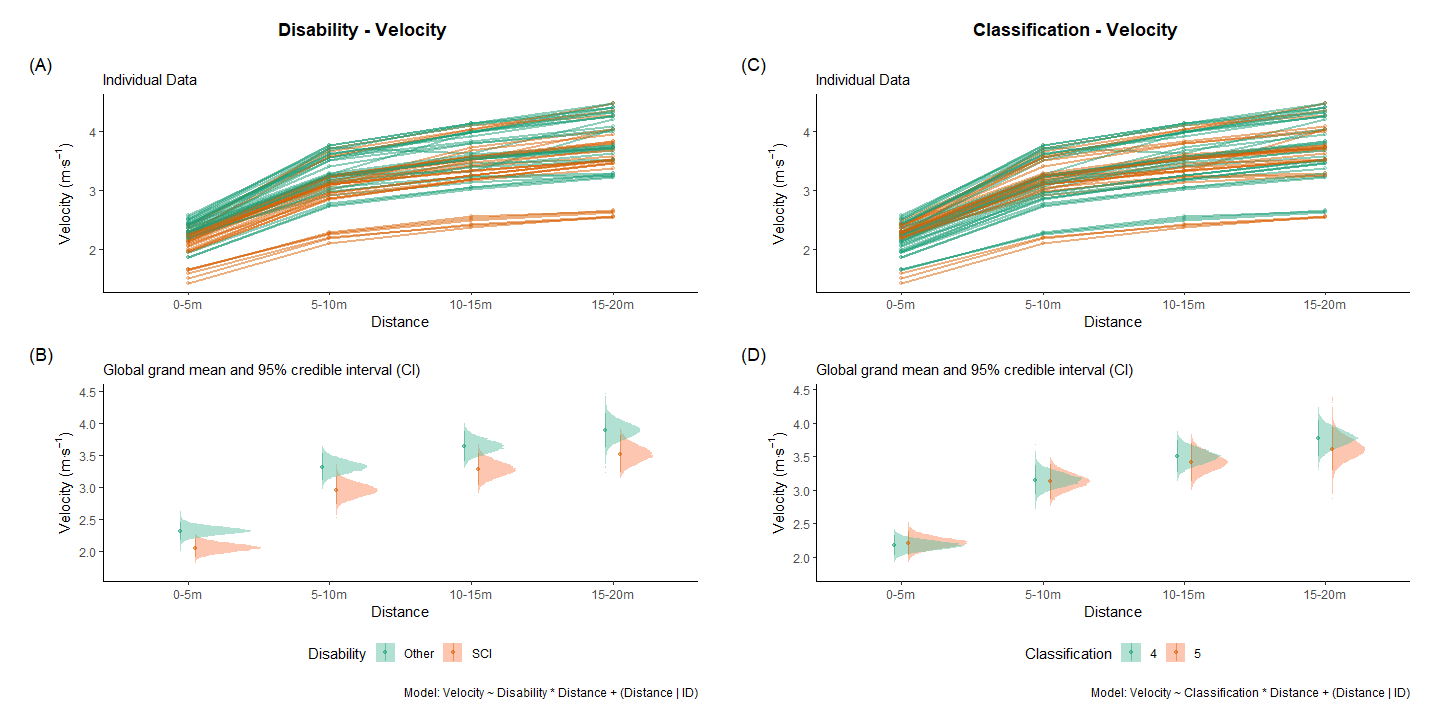 Disability - Velocity
(A)
Individual Data
Velocity (m·s⁻¹)
4
3
2
0-5m 5-10m 10-15m 15-20m
Distance
(B)
Global grand mean and 95% credible interval (CI)
Velocity (m·s⁻¹)
4.5
4.0
3.5
3.0
2.5
2.0
0-5m 5-10m 10-15m 15-20m
Distance
Disability Other SCI
Model: Velocity ~ Disability * Distance + (Distance | ID)
Classification - Velocity
(C)
Individual Data
Velocity (m·s⁻¹)
4
3
2
0-5m 5-10m 10-15m 15-20m
Distance
(D)
Global grand mean and 95% credible interval (CI)
Velocity (m·s⁻¹)
4.5
4.0
3.5
3.0
2.5
2.0
0-5m 5-10m 10-15m 15-20m
Distance
Classification 4 5
Model: Velocity ~ Classification * Distance + (Distance | ID)